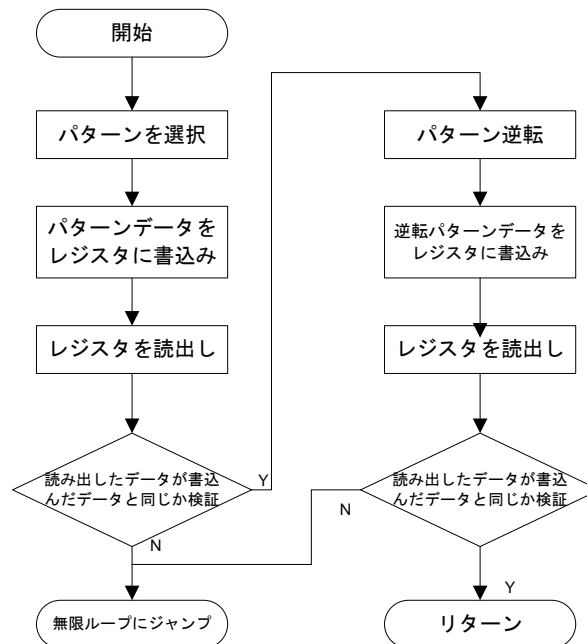 開始
パターンを選択
パターンデータを
レジスタに書込み
レジスタを読出し
読み出したデータが書込
んだデータと同じか検証
Y
N
無限ループにジャンプ
パターン逆転
逆転パターンデータを
レジスタに書込み
レジスタを読出し
読み出したデータが書込
んだデータと同じか検証
N
Y
リターン